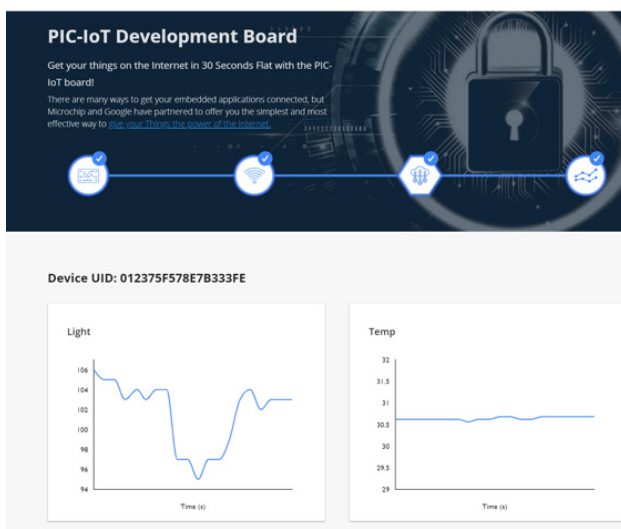 PIC-IoT Development Board
Get your things on the Internet in 30 Seconds Flat with the PIC-
IoT board!
There are many ways to get your embedded applications connected, but
Microchip and Google have partnered to offer you the simplest and most
effective way to give your Things the power of the Internet.
Device UID: 012375F578E7B333FE
Light
106
104
102
100
98
96
94
Time (s)
Temp
32
31.5
31
30.5
30
29.5
29
Time (s)